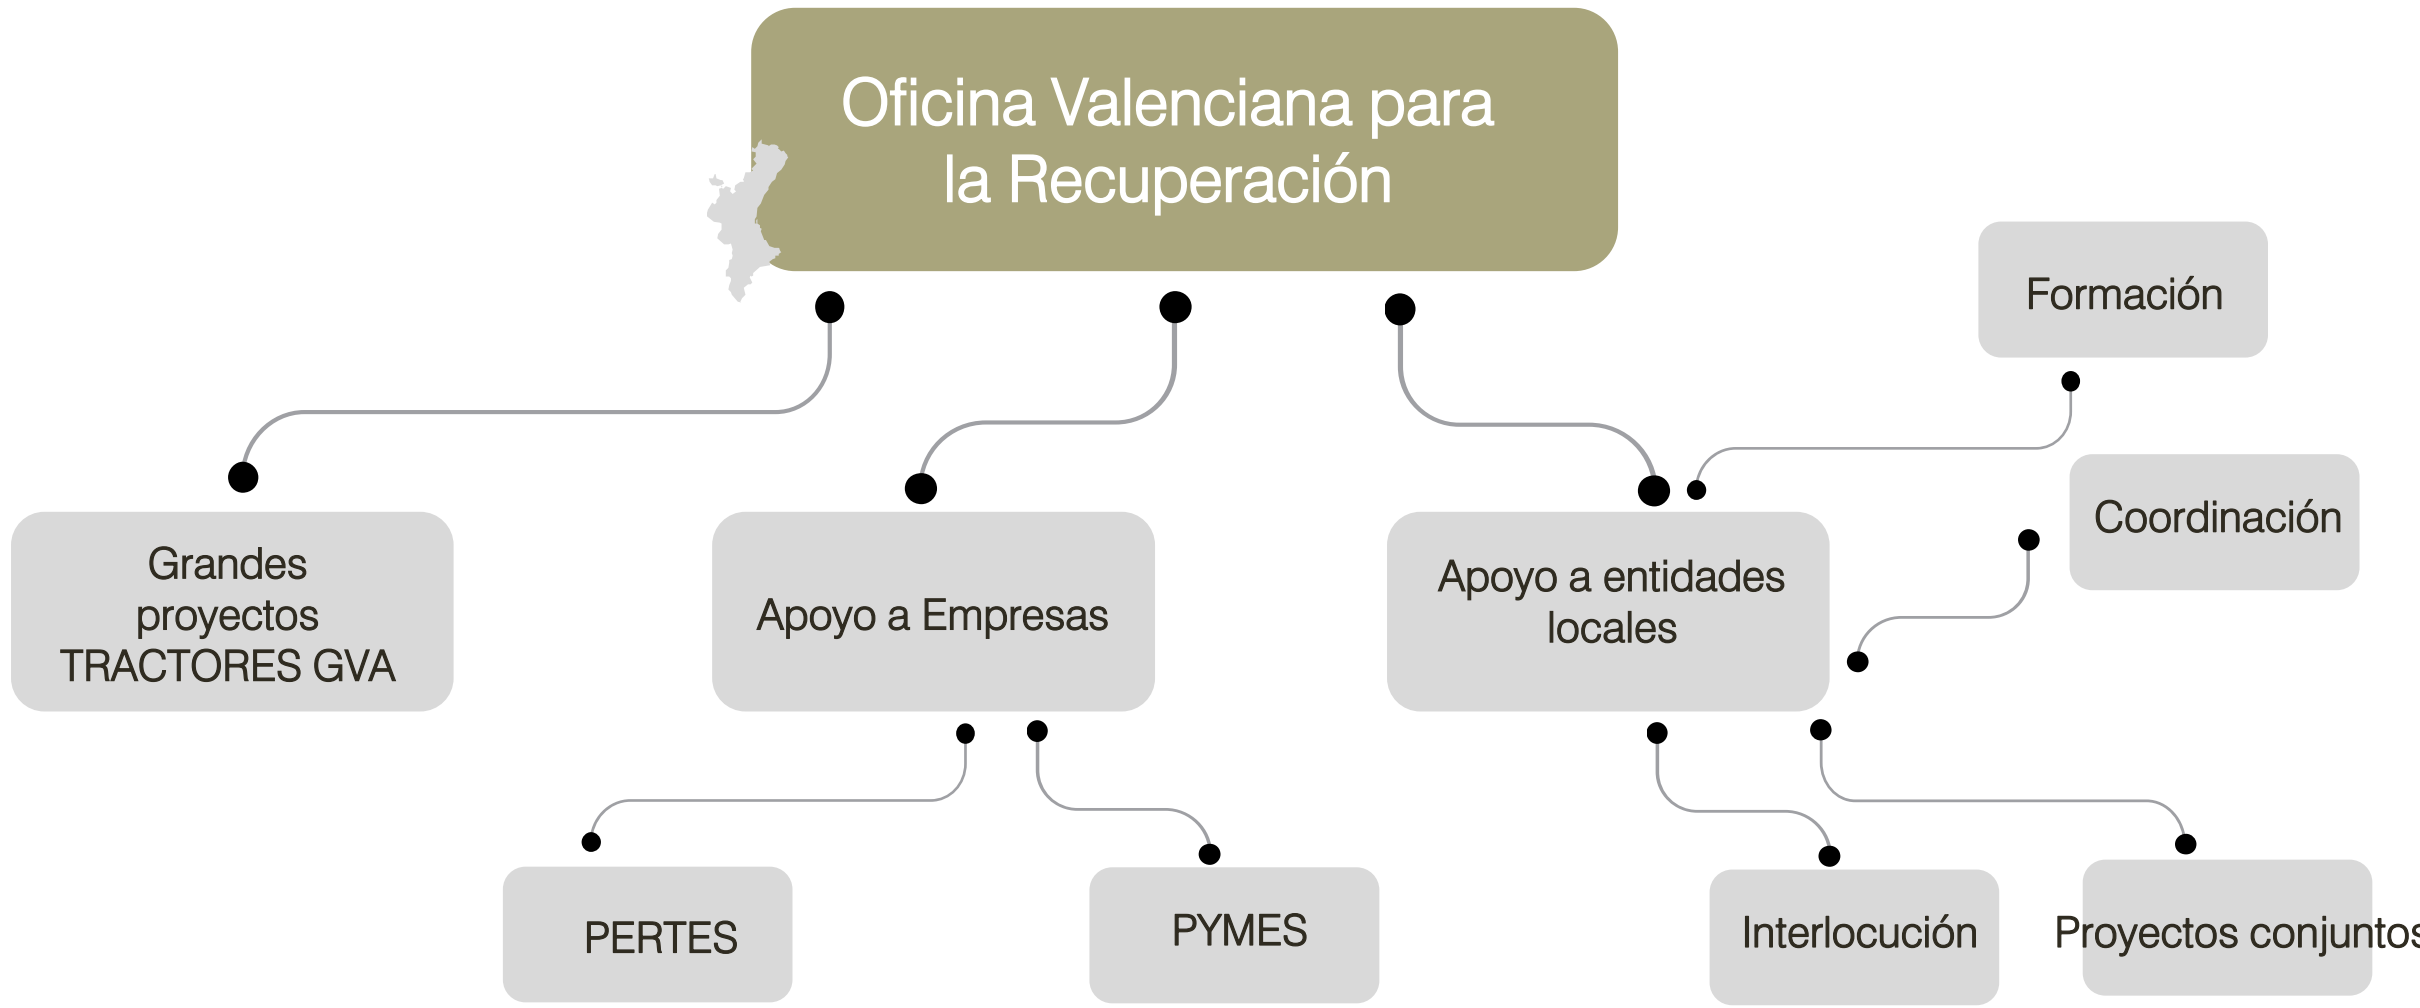 Oficina Valenciana para
la Recuperación
Formación
Coordinación
Grandes
proyectos
TRACTORES GVA
Apoyo a Empresas
Apoyo a entidades
locales
PERTES
PYMES
Interlocución
Proyectos conjuntos